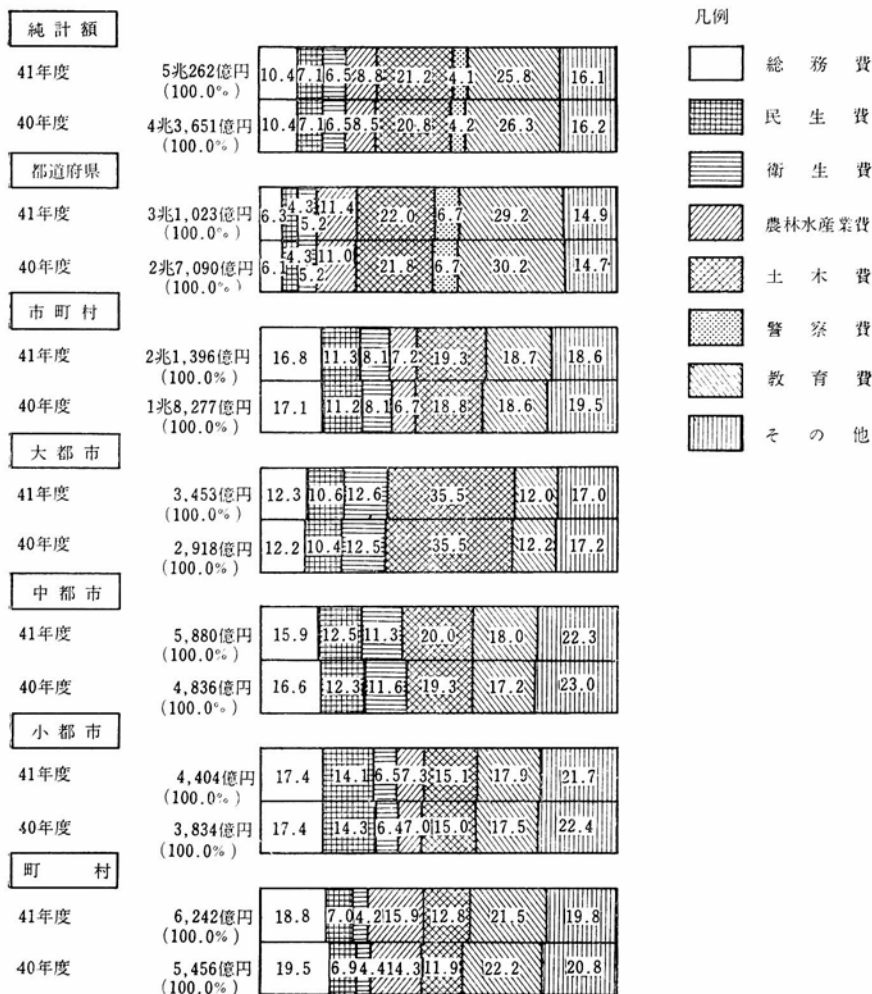 純計額
41年度 5兆262億円 10.4 7.1 6.5 8.8 21.2 4.1 25.8 16.1
(100.0%)
40年度 4兆3,651億円 10.4 7.1 6.5 8.5 20.8 4.2 26.3 16.2
(100.0%)
都道府県
41年度 3兆1,023億円 6.3 4.3 5.2 11.4 22.0 6.7 29.2 14.9
(100.0%)
40年度 2兆7,090億円 6.1 4.3 5.2 11.0 21.8 6.7 30.2 14.7
(100.0%)
市町村
41年度 2兆1,396億円 16.8 11.3 8.1 7.2 19.3 18.7 18.6
(100.0%)
40年度 1兆8,277億円 17.1 11.2 8.1 6.7 18.8 18.6 19.5
(100.0%)
大都市
41年度 3,453億円 12.3 10.6 12.6 35.5 12.0 17.0
(100.0%)
40年度 2,918億円 12.2 10.4 12.5 35.5 12.2 17.2
(100.0%)
中都市
41年度 5,880億円 15.9 12.5 11.3 20.0 18.0 22.3
(100.0%)
40年度 4,836億円 16.6 12.3 11.6 19.3 17.2 23.0
(100.0%)
小都市
41年度 4,404億円 17.4 14.1 6.5 7.3 15.1 17.9 21.7
(100.0%)
40年度 3,834億円 17.4 14.3 6.4 7.0 15.0 17.5 22.4
(100.0%)
町村
41年度 6,242億円 18.8 7.0 4.2 15.9 12.8 21.5 19.8
(100.0%)
40年度 5,456億円 19.5 6.9 4.4 14.3 11.9 22.2 20.8
(100.0%)
凡例
総務費
民生費
衛生費
農林水産業費
土木費
警察費
教育費
その他